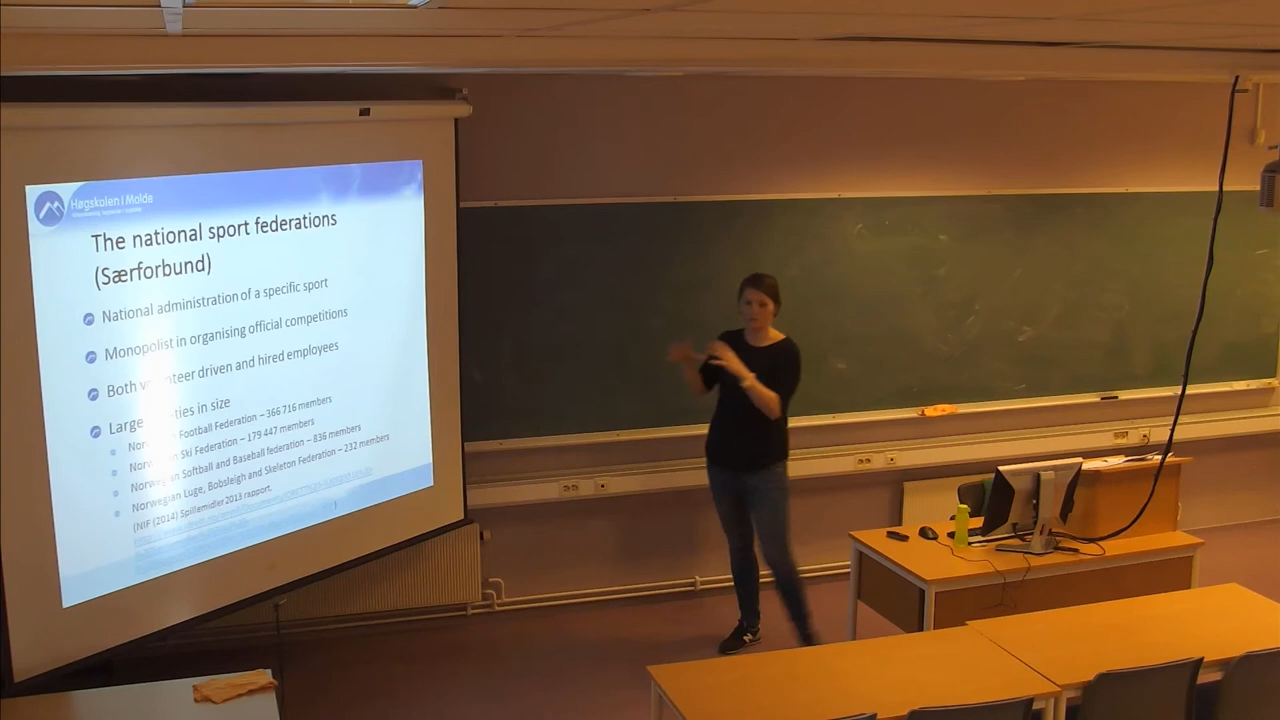 Høgskolen i Molde
The national sport federations
(Særforbund)
National administration of a specific sport
Monopolist in organising official competitions
Both volunteer driven and hired employees
Large ties in size
Football Federation – 366 716 members
Ski Federation – 179 447 members
Norwegian Softball and Baseball federation – 836 members
Norwegian Luge, Bobsleigh and Skeleton Federation – 232 members
(NIF (2014) Spillemidler 2013 rapport.